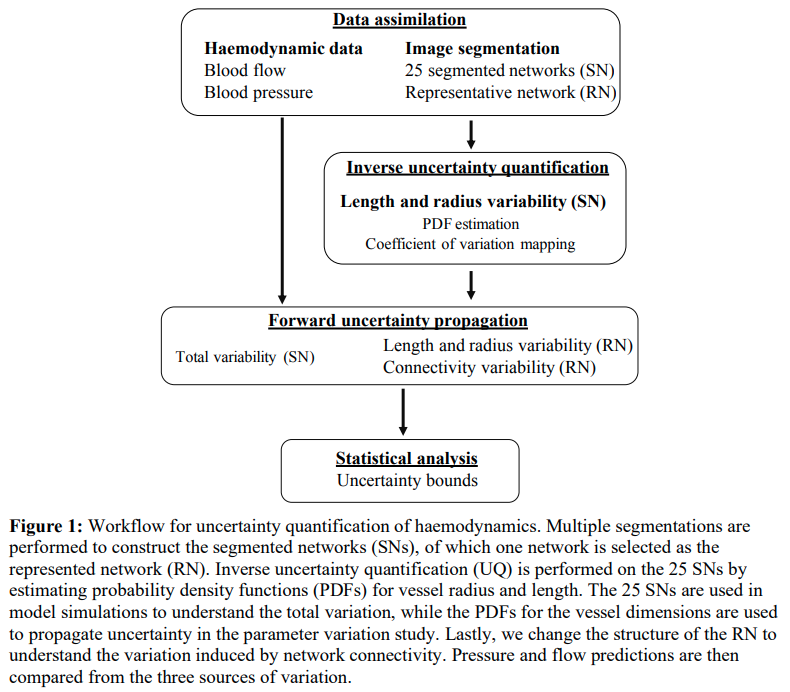 Data assimilation
Haemodynamic data
Blood flow
Blood pressure
Image segmentation
25 segmented networks (SN)
Representative network (RN)
Inverse uncertainty quantification
Length and radius variability (SN)
PDF estimation
Coefficient of variation mapping
Forward uncertainty propagation
Total variability (SN)
Length and radius variability (RN)
Connectivity variability (RN)
Statistical analysis
Uncertainty bounds
Figure 1: Workflow for uncertainty quantification of haemodynamics. Multiple segmentations are
performed to construct the segmented networks (SNs), of which one network is selected as the
represented network (RN). Inverse uncertainty quantification (UQ) is performed on the 25 SNs by
estimating probability density functions (PDFs) for vessel radius and length. The 25 SNs are used in
model simulations to understand the total variation, while the PDFs for the vessel dimensions are used
to propagate uncertainty in the parameter variation study. Lastly, we change the structure of the RN to
understand the variation induced by network connectivity. Pressure and flow predictions are then
compared from the three sources of variation.